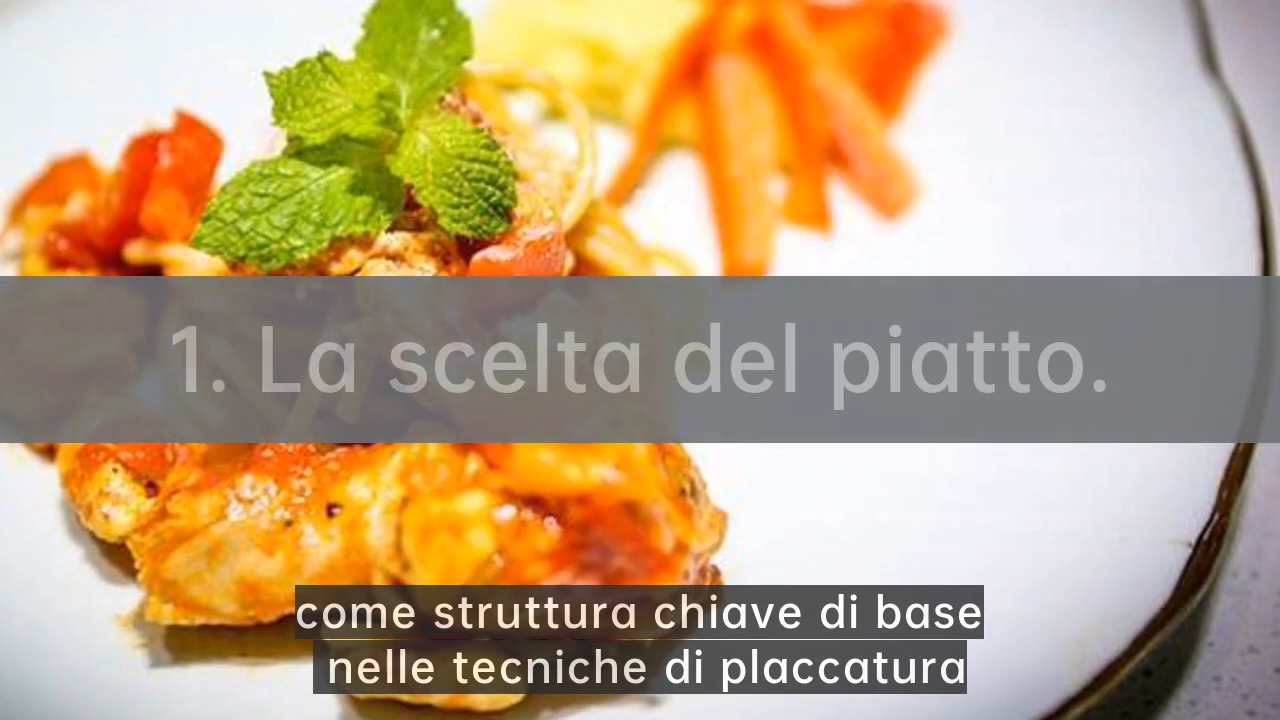 1. La scelta del piatto.
come struttura chiave di base
nelle tecniche di placcatura